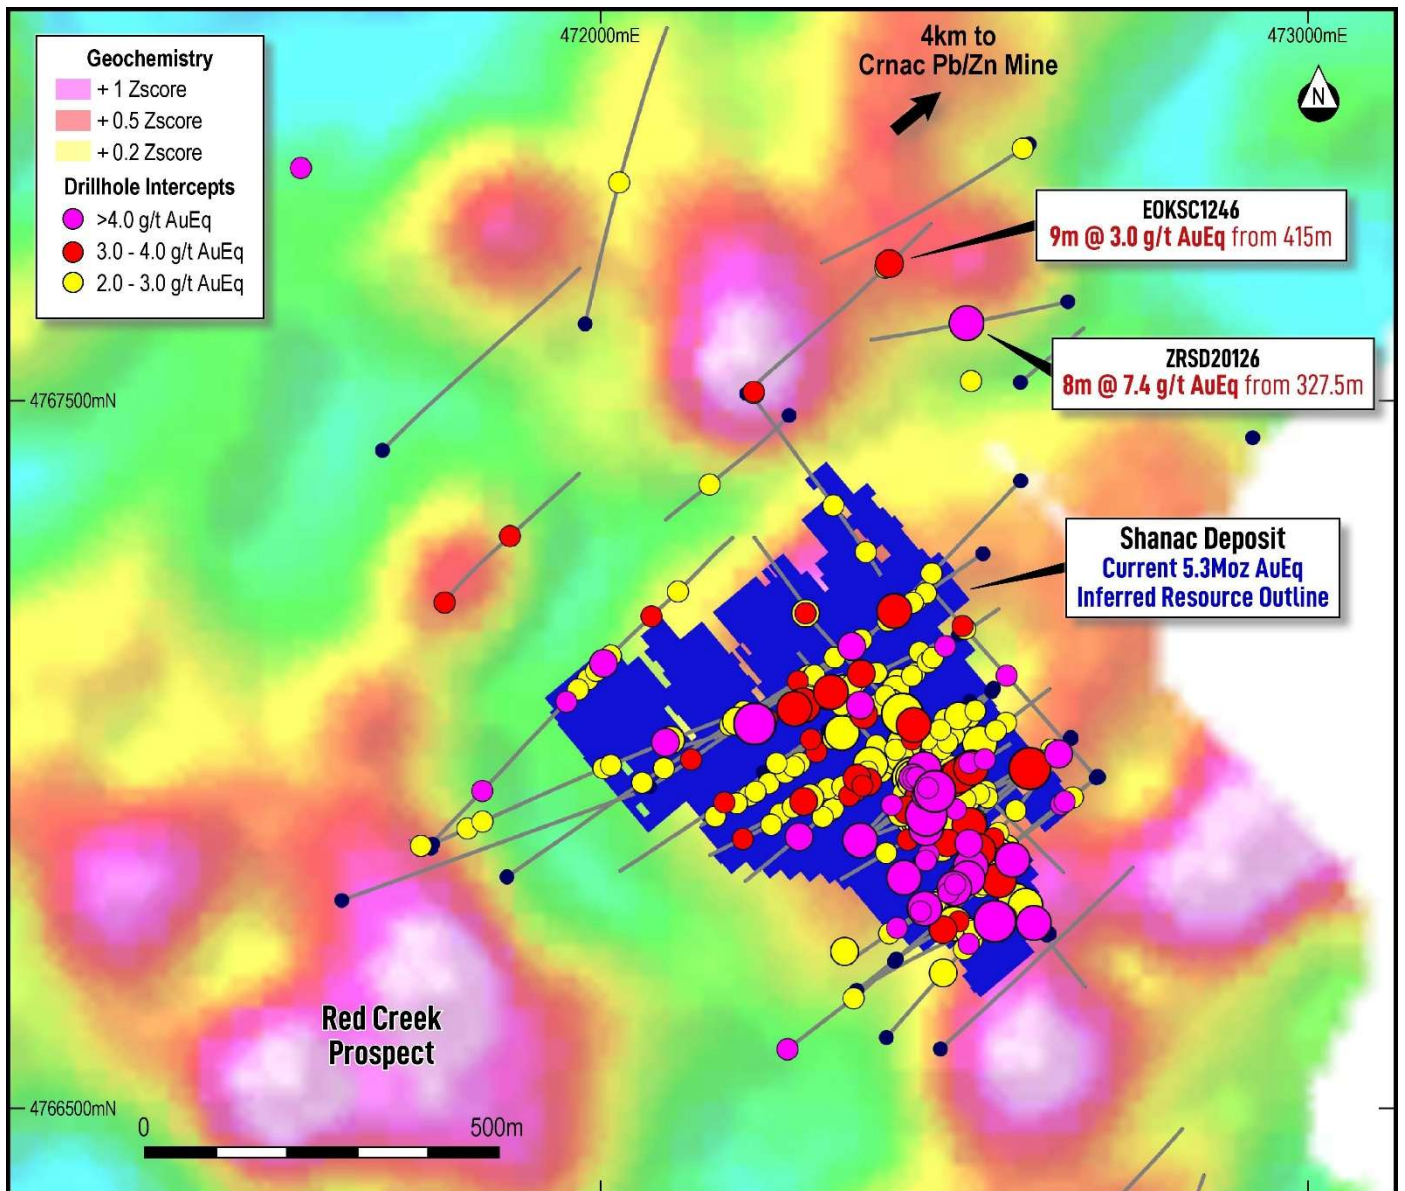 472000mE
473000mE
4km to
Crnac Pb/Zn Mine
N
Geochemistry
+ 1 Zscore
+ 0.5 Zscore
+ 0.2 Zscore
Drillhole Intercepts
>4.0 g/t AuEq
3.0 - 4.0 g/t AuEq
2.0 - 3.0 g/t AuEq
EOKSC1246
9m @ 3.0 g/t AuEq from 415m
ZRSD20126
8m @ 7.4 g/t AuEq from 327.5m
4767500mN
Shanac Deposit
Current 5.3Moz AuEq
Inferred Resource Outline
Red Creek
Prospect
4766500mN
0
500m